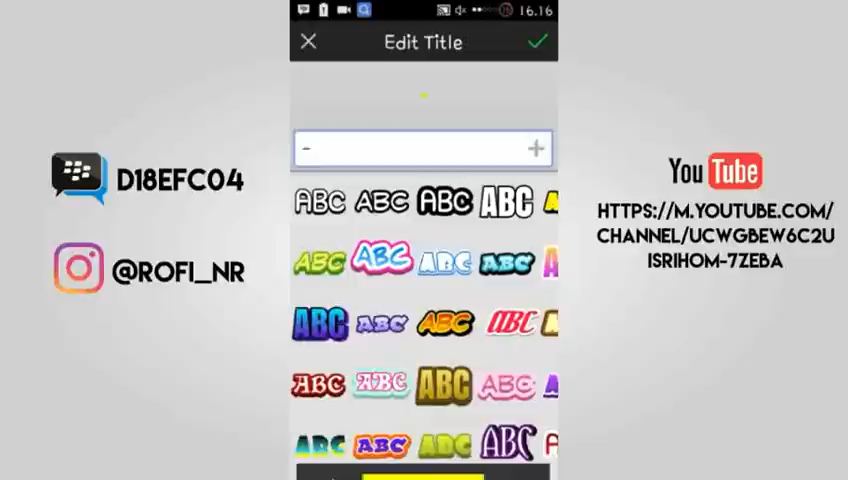 16.16
Edit Title
-
D18EFC04
@ROFI_NR
You Tube
HTTPS://M.YOUTUBE.COM/
CHANNEL/UCWGBEW6C2U
ISRIHOM-7ZEBA
ABC ABC ABC ABC
ABC ABC ABC ABC
ABC ABC ABC ABC
ABC ABC ABC ABC
ABC ABC ABC ABC